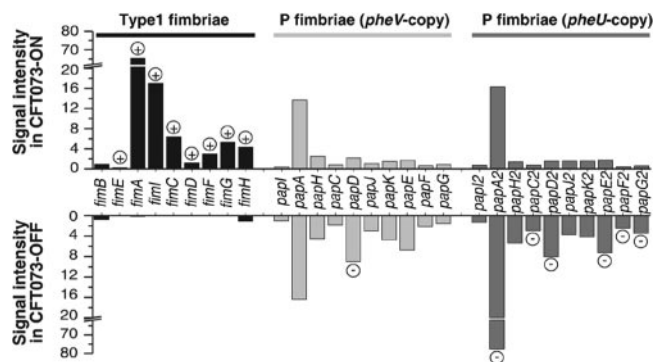 Type1 fimbriae P fimbriae (pheV-copy) P fimbriae (pheU-copy)
Signal intensity
in CFT073-ON
80
70
20
16
12
8
4
0
+ + + + + + + +
fimB fimE fimA fimI fimC fimD fimF fimG fimH papI papA papH papC papD papJ papK papE papF papG papI2 papA2 papH2 papC2 papD2 papJ2 papK2 papE2 papF2 papG2
Signal intensity
in CFT073-OFF
0
4
8
12
16
20
70
80
- - - - - - -